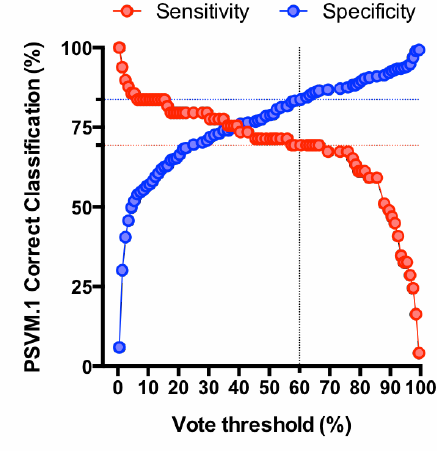 Sensitivity Specificity
100
75
50
25
0
0 10 20 30 40 50 60 70 80 90 100
Vote threshold (%)
PSVM.1 Correct Classification (%)